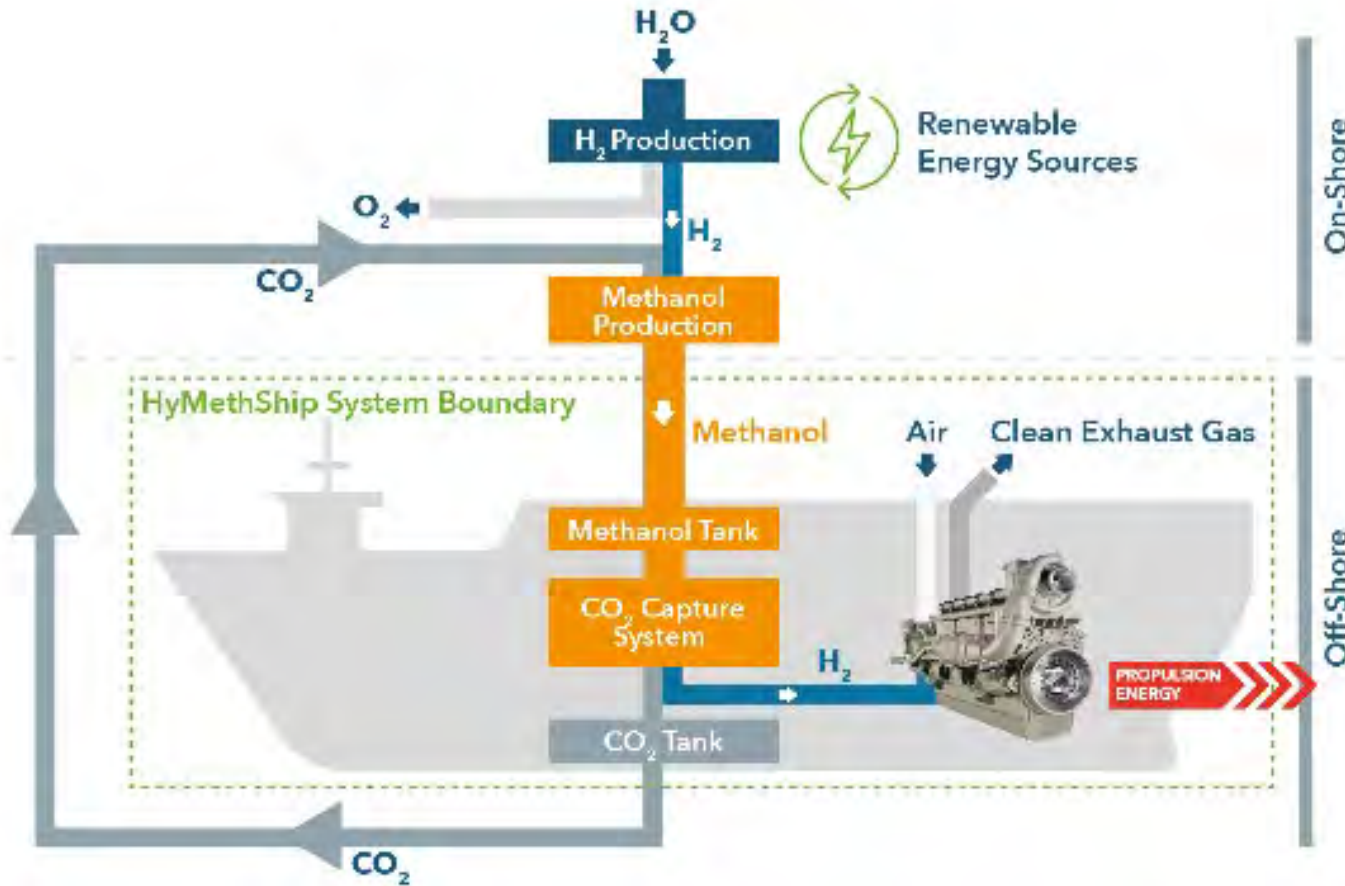 H₂O
H₂ Production
Renewable
Energy Sources
On-Shore
O₂
H₂
CO₂
Methanol
Production
HyMethShip System Boundary
Methanol
Air
Clean Exhaust Gas
Methanol Tank
CO₂ Capture
System
Off-Shore
H₂
PROPULSION
ENERGY
CO₂ Tank
CO₂